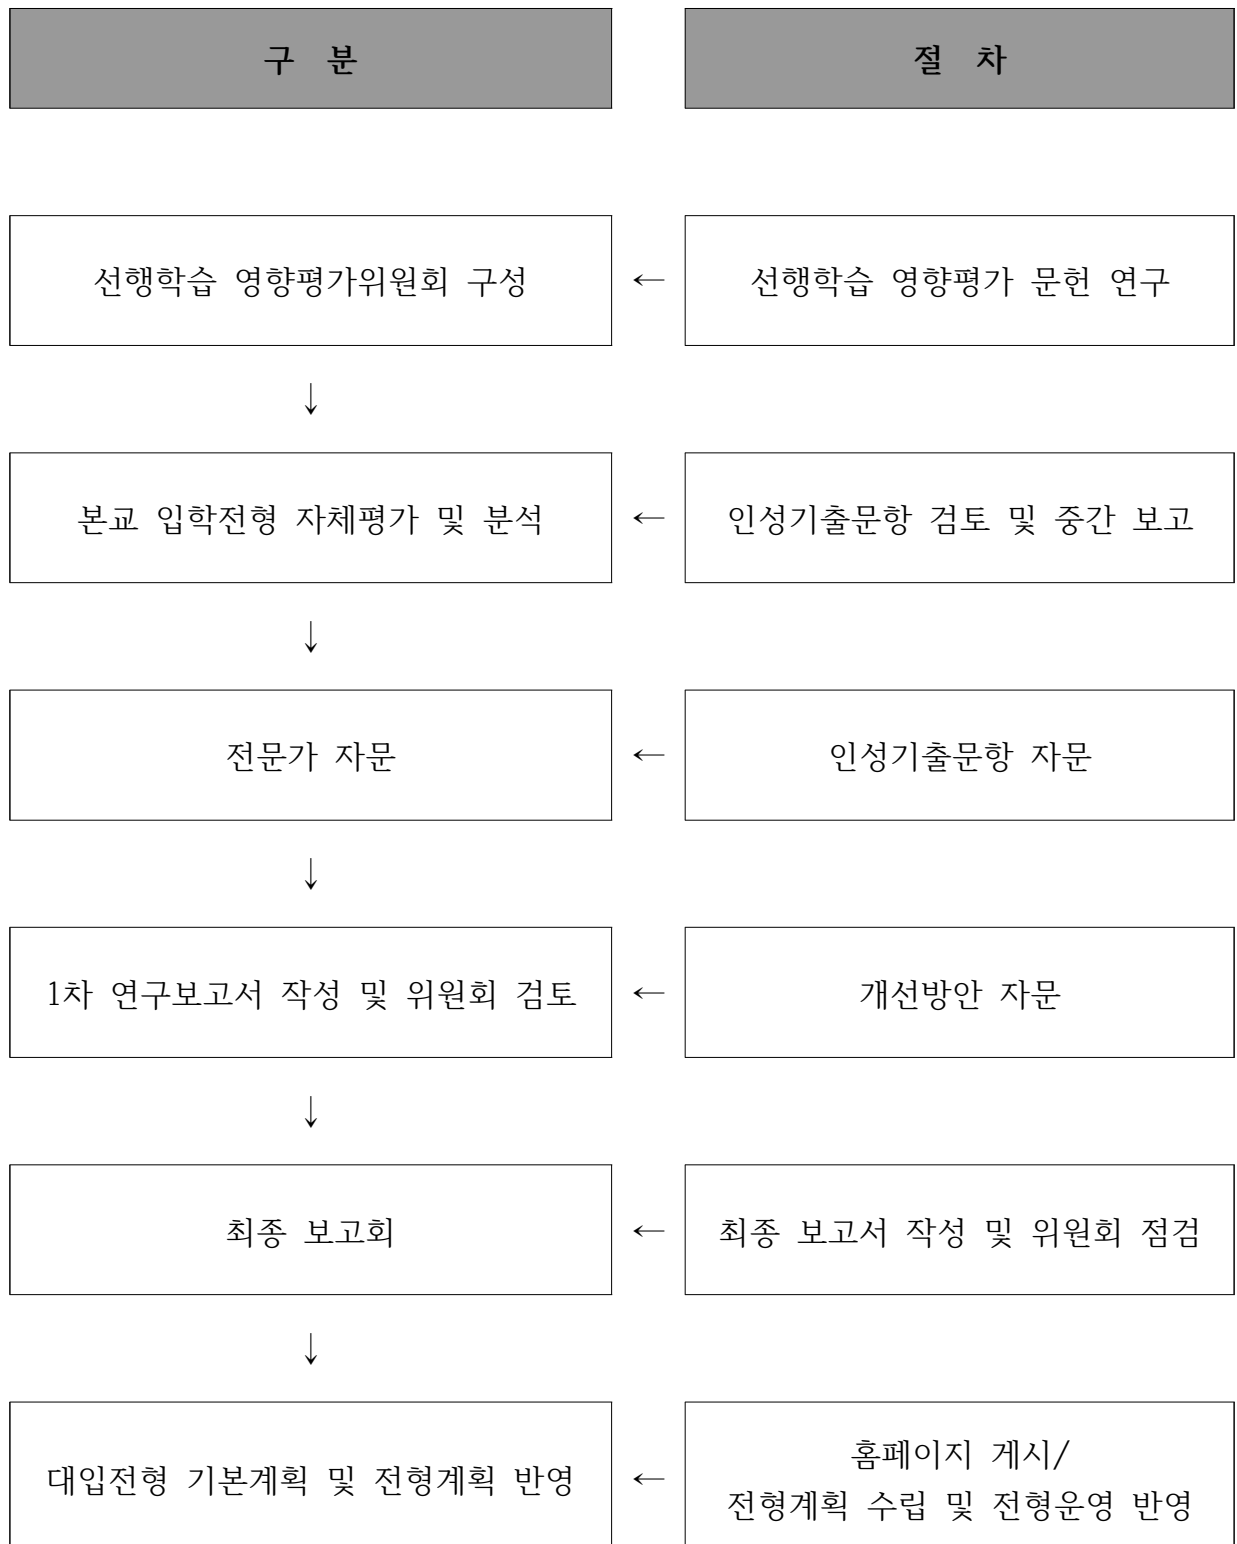 구 분
절 차
선행학습 영향평가위원회 구성
←
선행학습 영향평가 문헌 연구
↓
본교 입학전형 자체평가 및 분석
←
인성기출문항 검토 및 중간 보고
↓
전문가 자문
←
인성기출문항 자문
↓
1차 연구보고서 작성 및 위원회 검토
←
개선방안 자문
↓
최종 보고회
←
최종 보고서 작성 및 위원회 점검
↓
대입전형 기본계획 및 전형계획 반영
←
홈페이지 게시/
전형계획 수립 및 전형운영 반영